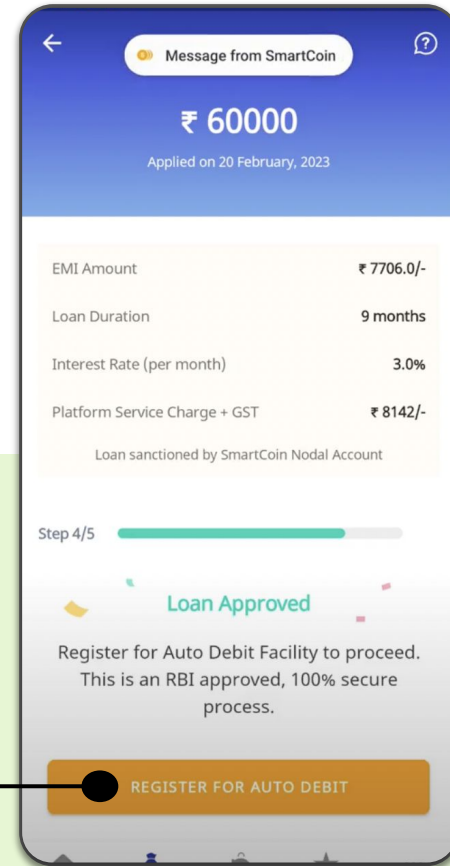 Message from SmartCoin
₹ 60000
Applied on 20 February, 2023
EMI Amount ₹ 7706.0/-
Loan Duration 9 months
Interest Rate (per month) 3.0%
Platform Service Charge + GST ₹ 8142/-
Loan sanctioned by SmartCoin Nodal Account
Step 4/5
Loan Approved
Register for Auto Debit Facility to proceed.
This is an RBI approved, 100% secure
process.
REGISTER FOR AUTO DEBIT